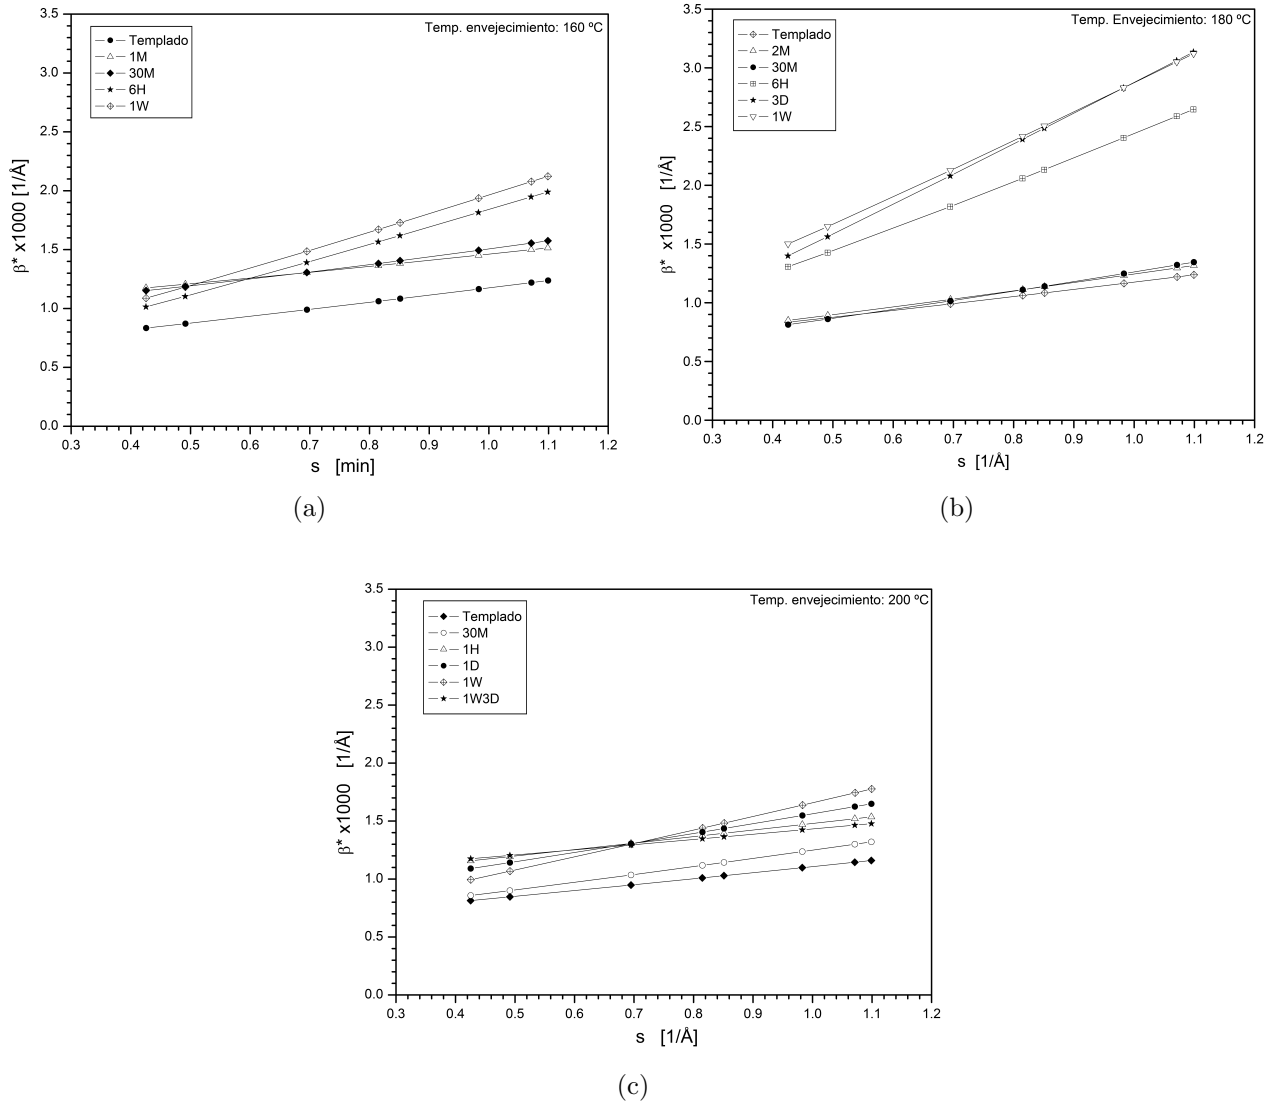 Temp. envejecimiento: 160 ºC
Templado
1M
30M
6H
1W
3.5
3.0
2.5
2.0
1.5
1.0
0.5
0.0
β* x1000 [1/Å]
0.3 0.4 0.5 0.6 0.7 0.8 0.9 1.0 1.1 1.2
s [min]
(a)
Temp. Envejecimiento: 180 ºC
Templado
2M
30M
6H
3D
1W
3.5
3.0
2.5
2.0
1.5
1.0
0.5
0.0
β* x1000 [1/Å]
0.3 0.4 0.5 0.6 0.7 0.8 0.9 1.0 1.1 1.2
s [1/Å]
(b)
Temp. envejecimiento: 200 ºC
Templado
30M
1H
1D
1W
1W3D
3.5
3.0
2.5
2.0
1.5
1.0
0.5
0.0
β* x1000 [1/Å]
0.3 0.4 0.5 0.6 0.7 0.8 0.9 1.0 1.1 1.2
s [1/Å]
(c)